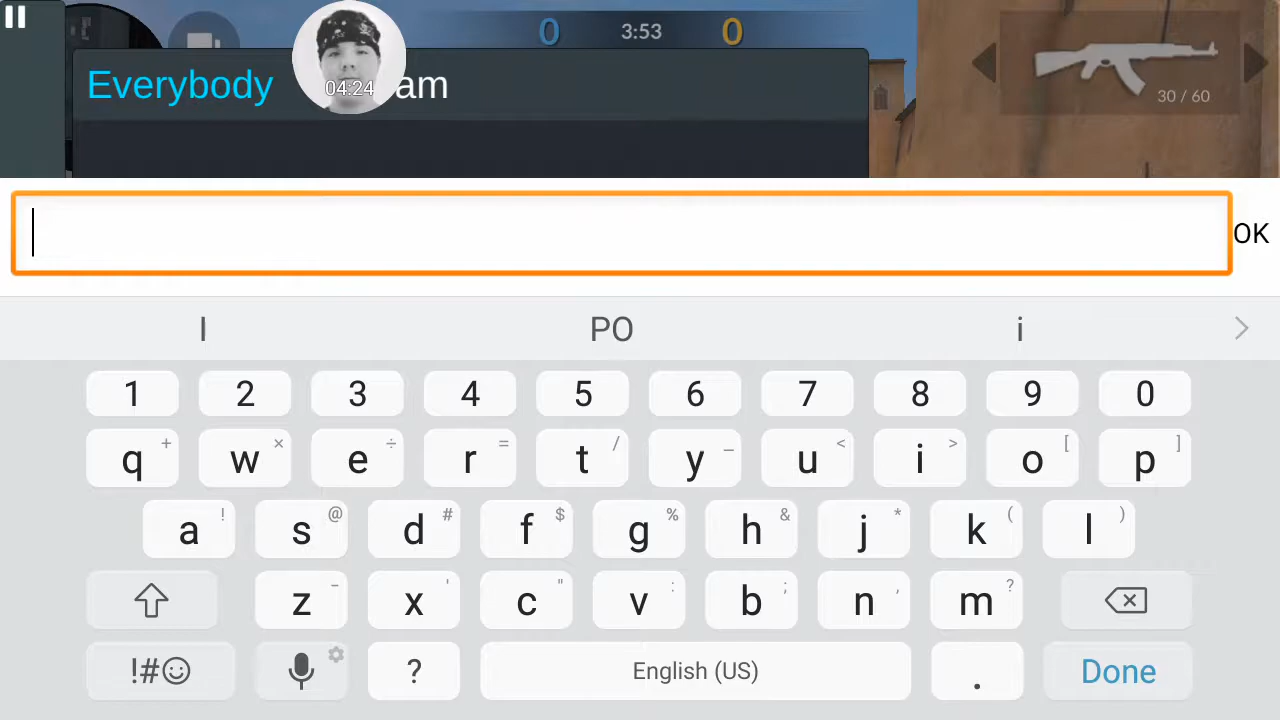 0 3:53 0
Everybody am
04:24
30 / 60
OK
I PO i
1 2 3 4 5 6 7 8 9 0
q + w × e ÷ r = t / y _ u < i > o [ p ]
a ! s @ d # f $ g % h & j * k ( l )
z - x ' c " v : b ; n , m ?
!#☺ ? English (US) . Done